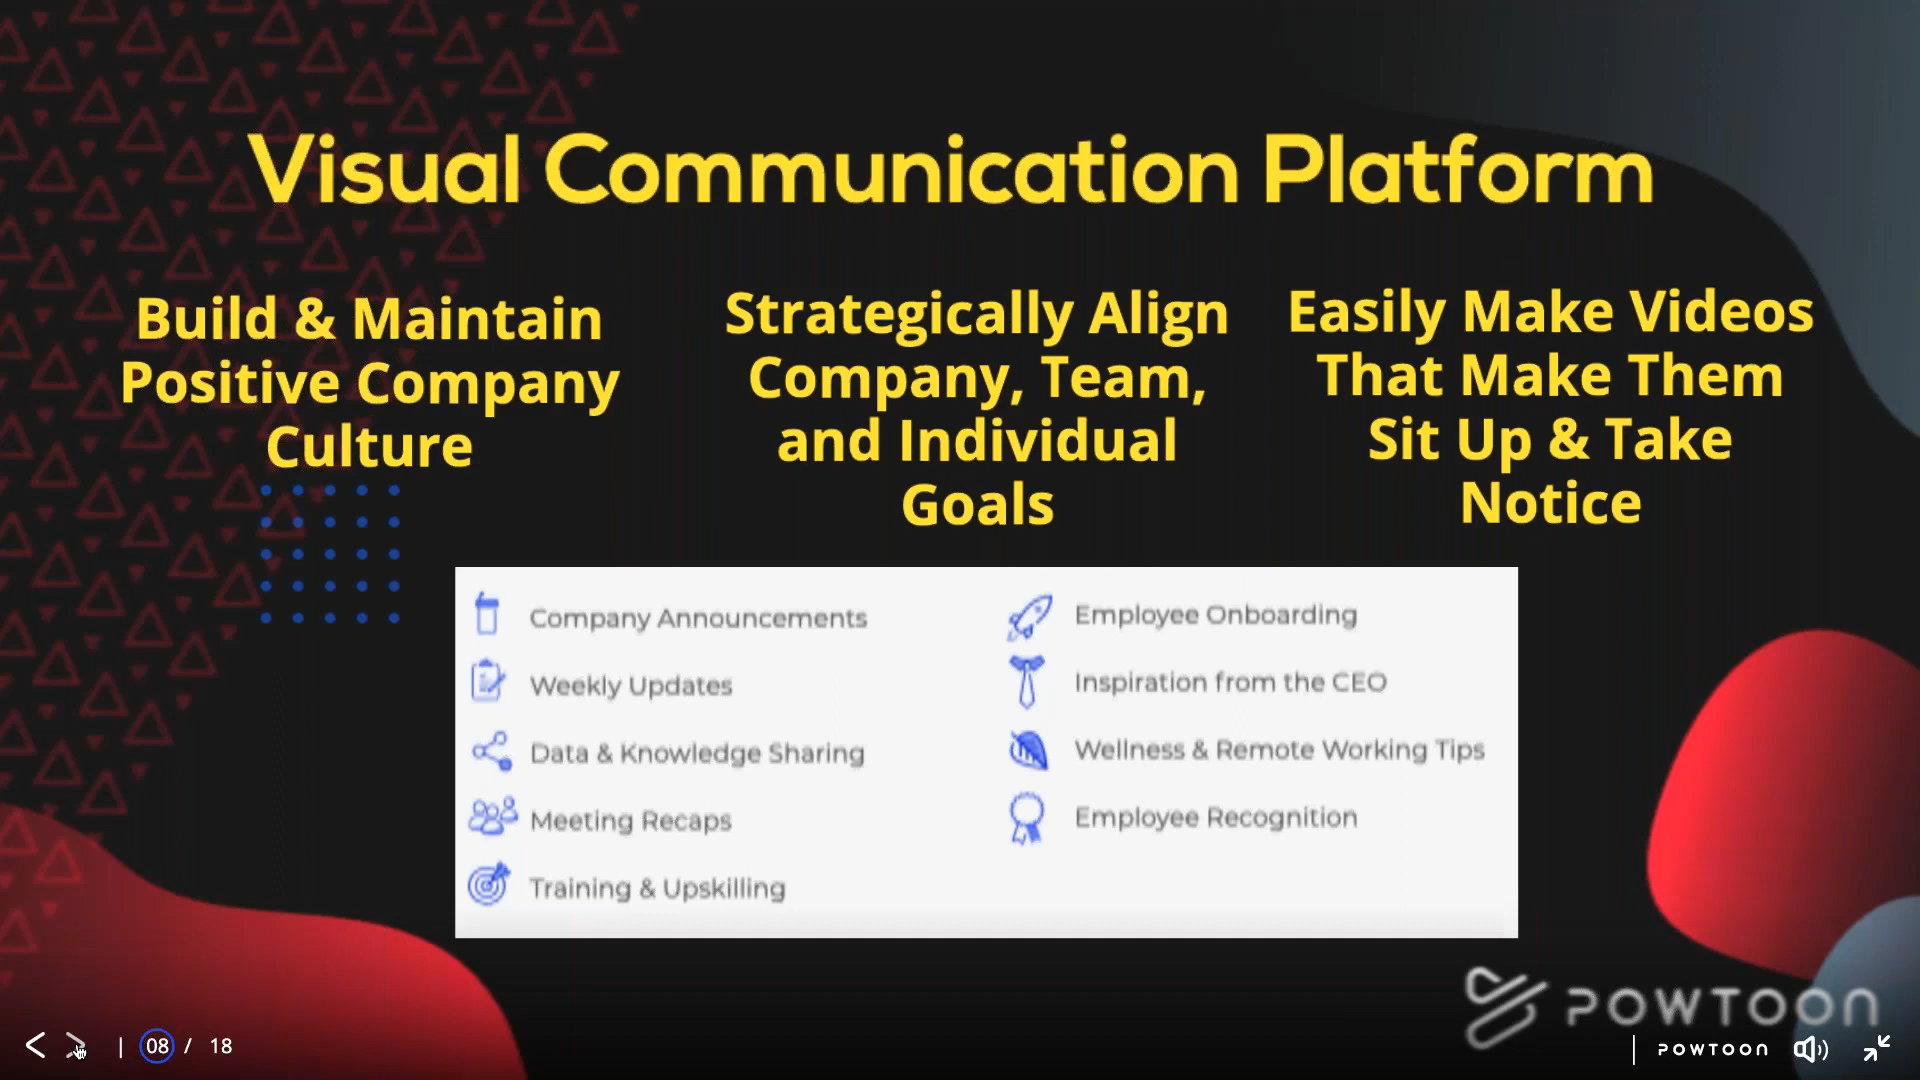 Visual Communication Platform
Build & Maintain
Positive Company
Culture
Strategically Align
Company, Team,
and Individual
Goals
Easily Make Videos
That Make Them
Sit Up & Take
Notice
Company Announcements
Weekly Updates
Data & Knowledge Sharing
Meeting Recaps
Training & Upskilling
Employee Onboarding
Inspiration from the CEO
Wellness & Remote Working Tips
Employee Recognition
POWTOON
08 / 18
POWTOON